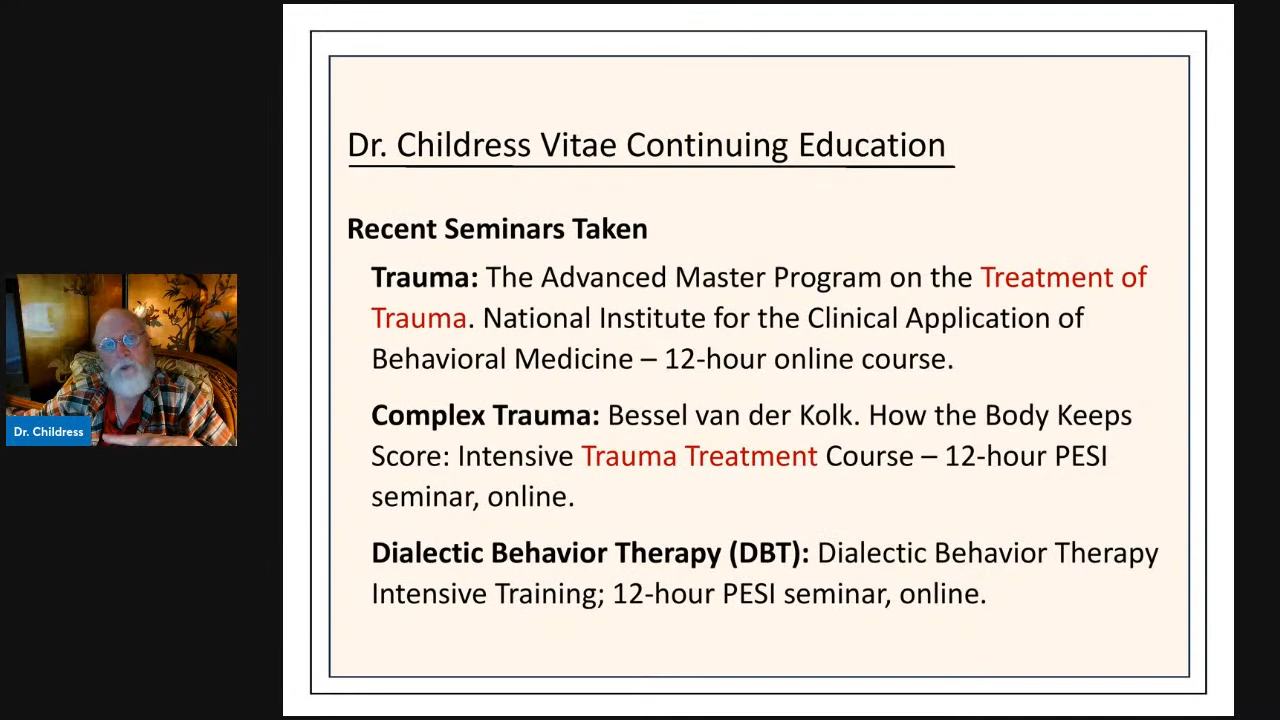 Dr. Childress Vitae Continuing Education
Recent Seminars Taken
Trauma: The Advanced Master Program on the Treatment of
Trauma. National Institute for the Clinical Application of
Behavioral Medicine – 12-hour online course.
Complex Trauma: Bessel van der Kolk. How the Body Keeps
Score: Intensive Trauma Treatment Course – 12-hour PESI
seminar, online.
Dialectic Behavior Therapy (DBT): Dialectic Behavior Therapy
Intensive Training; 12-hour PESI seminar, online.
Dr. Childress